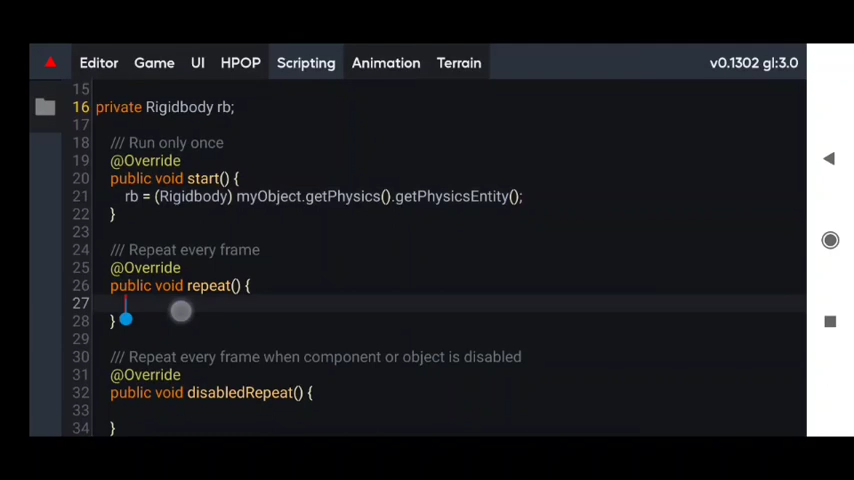 Editor Game UI HPOP Scripting Animation Terrain v0.1302 gl:3.0
15
16 private Rigidbody rb;
17
18 /// Run only once
19 @Override
20 public void start() {
21 rb = (Rigidbody) myObject.getPhysics().getPhysicsEntity();
22 }
23
24 /// Repeat every frame
25 @Override
26 public void repeat() {
27
28 }
29
30 /// Repeat every frame when component or object is disabled
31 @Override
32 public void disabledRepeat() {
33
34 }